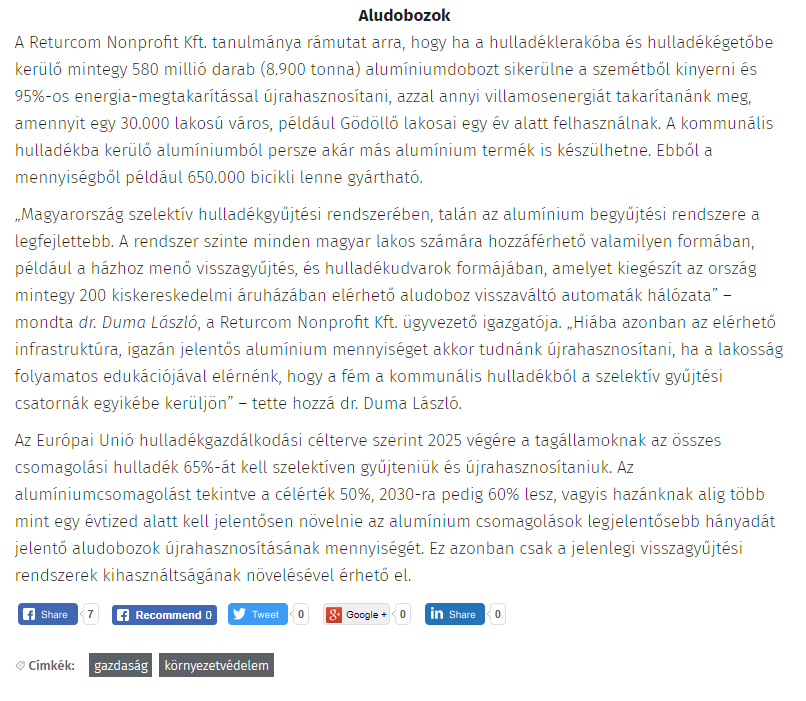 Aludobozok
A Returcom Nonprofit Kft. tanulmánya rámutat arra, hogy ha a hulladéklerakóba és hulladékégetőbe
kerülő mintegy 580 millió darab (8.900 tonna) alumíniumdobozt sikerülne a szemétből kinyerni és
95%-os energia-megtakarítással újrahasznosítani, azzal annyi villamosenergiát takarítanánk meg,
amennyit egy 30.000 lakosú város, például Gödöllő lakosai egy év alatt felhasználnak. A kommunális
hulladékba kerülő alumíniumból persze akár más alumínium termék is készülhetne. Ebből a
mennyiségből például 650.000 bicikli lenne gyártható.
„Magyarország szelektív hulladékgyűjtési rendszerében, talán az alumínium begyűjtési rendszere a
legfejlettebb. A rendszer szinte minden magyar lakos számára hozzáférhető valamilyen formában,
például a házhoz menő visszagyűjtés, és hulladékudvarok formájában, amelyet kiegészít az ország
mintegy 200 kiskereskedelmi áruházában elérhető aludoboz visszaváltó automaták hálózata” –
mondta dr. Duma László, a Returcom Nonprofit Kft. ügyvezető igazgatója. „Hiába azonban az elérhető
infrastruktúra, igazán jelentős alumínium mennyiséget akkor tudnánk újrahasznosítani, ha a lakosság
folyamatos edukációjával elérnénk, hogy a fém a kommunális hulladékból a szelektív gyűjtési
csatornák egyikébe kerüljön” – tette hozzá dr. Duma László.
Az Európai Unió hulladékgazdálkodási célterve szerint 2025 végére a tagállamoknak az összes
csomagolási hulladék 65%-át kell szelektíven gyűjteniük és újrahasznosítaniuk. Az
alumíniumcsomagolást tekintve a célérték 50%, 2030-ra pedig 60% lesz, vagyis hazánknak alig több
mint egy évtized alatt kell jelentősen növelnie az alumínium csomagolások legjelentősebb hányadát
jelentő aludobozok újrahasznosításának mennyiségét. Ez azonban csak a jelenlegi visszagyűjtési
rendszerek kihasználtságának növelésével érhető el.
Share 7 Recommend 0 Tweet 0 Google + 0 Share 0
Címkék: gazdaság környezetvédelem